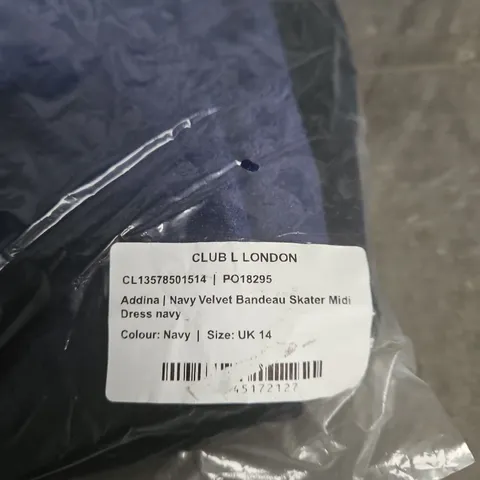 CLUB L LONDON
CL13578501514 | PO18295
Addina | Navy Velvet Bandeau Skater Midi
Dress navy
Colour: Navy | Size: UK 14